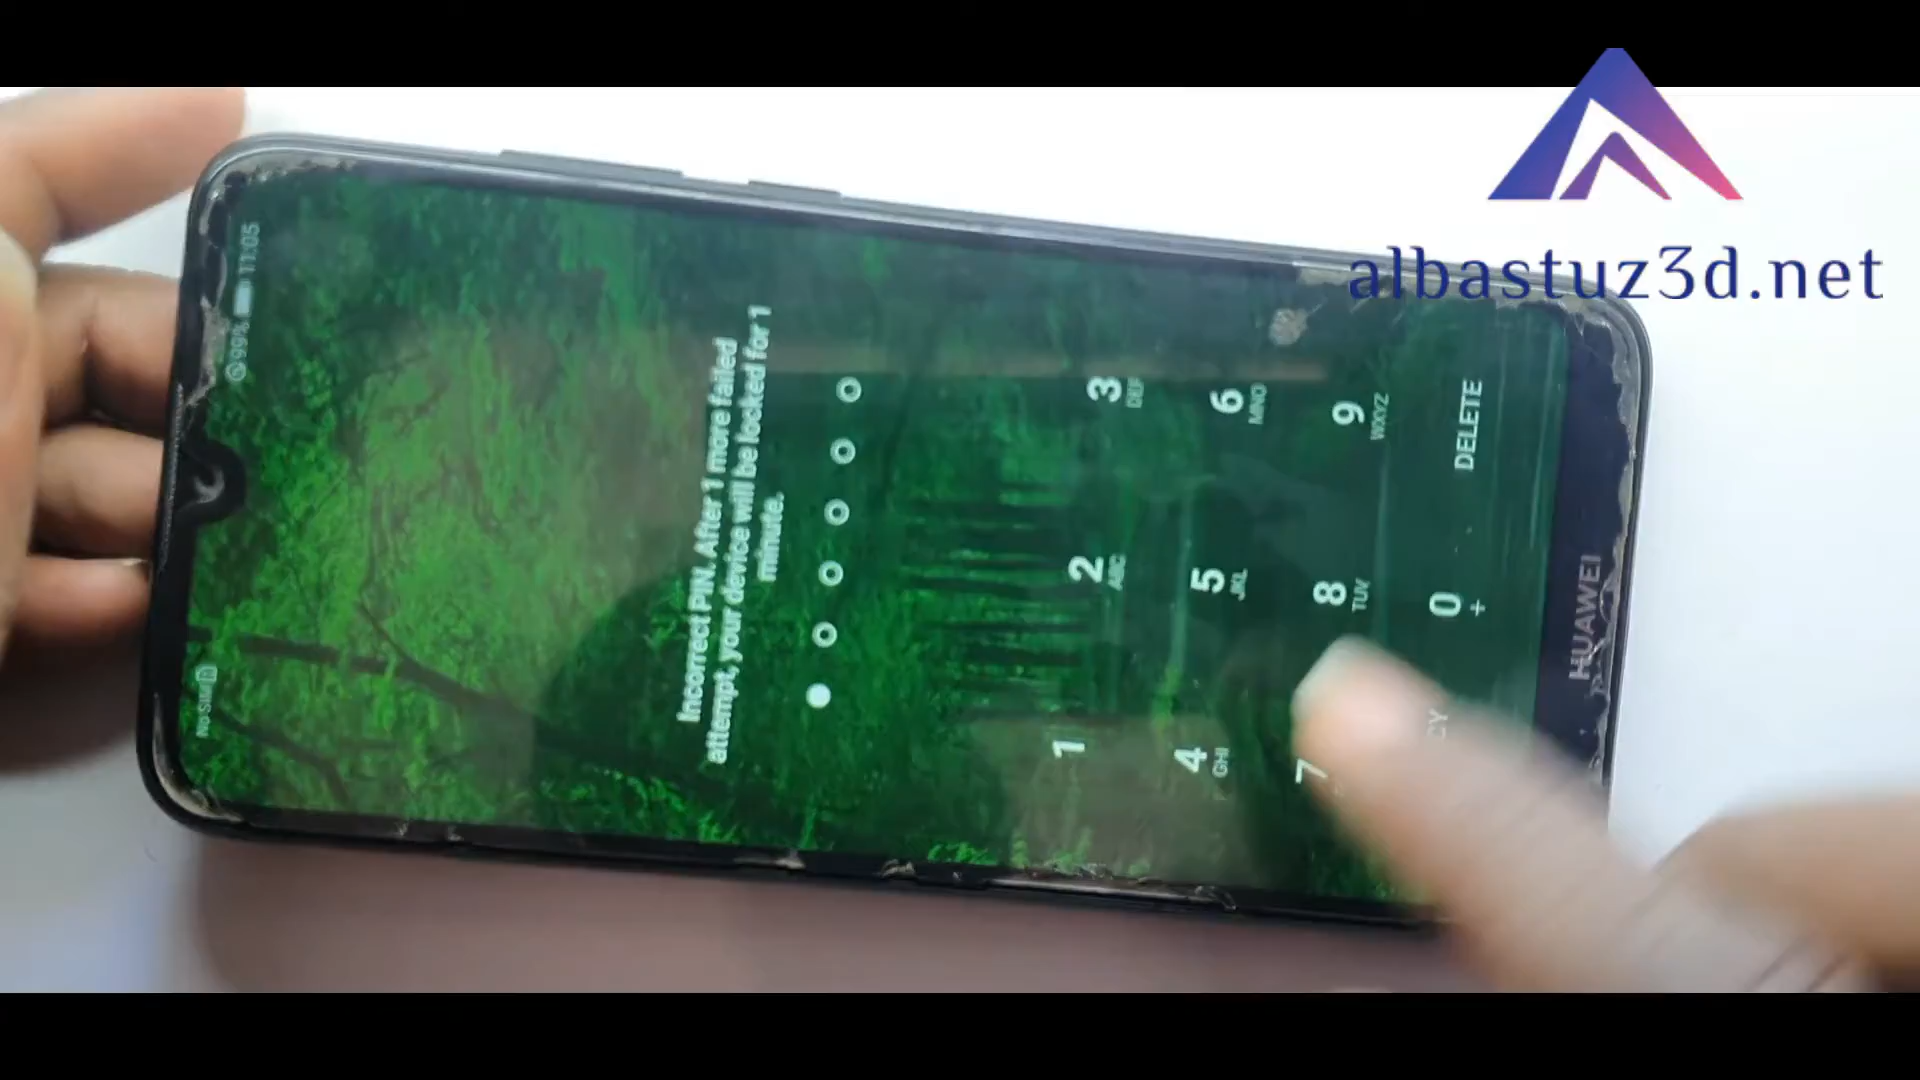 albastuz3d.net
No SIM
99% 11:05
Incorrect PIN. After 1 more failed
attempt, your device will be locked for 1
minute.
1
2 ABC
3 DEF
4 GHI
5 JKL
6 MNO
7
8 TUV
9 WXYZ
CY
0 +
DELETE
HUAWEI